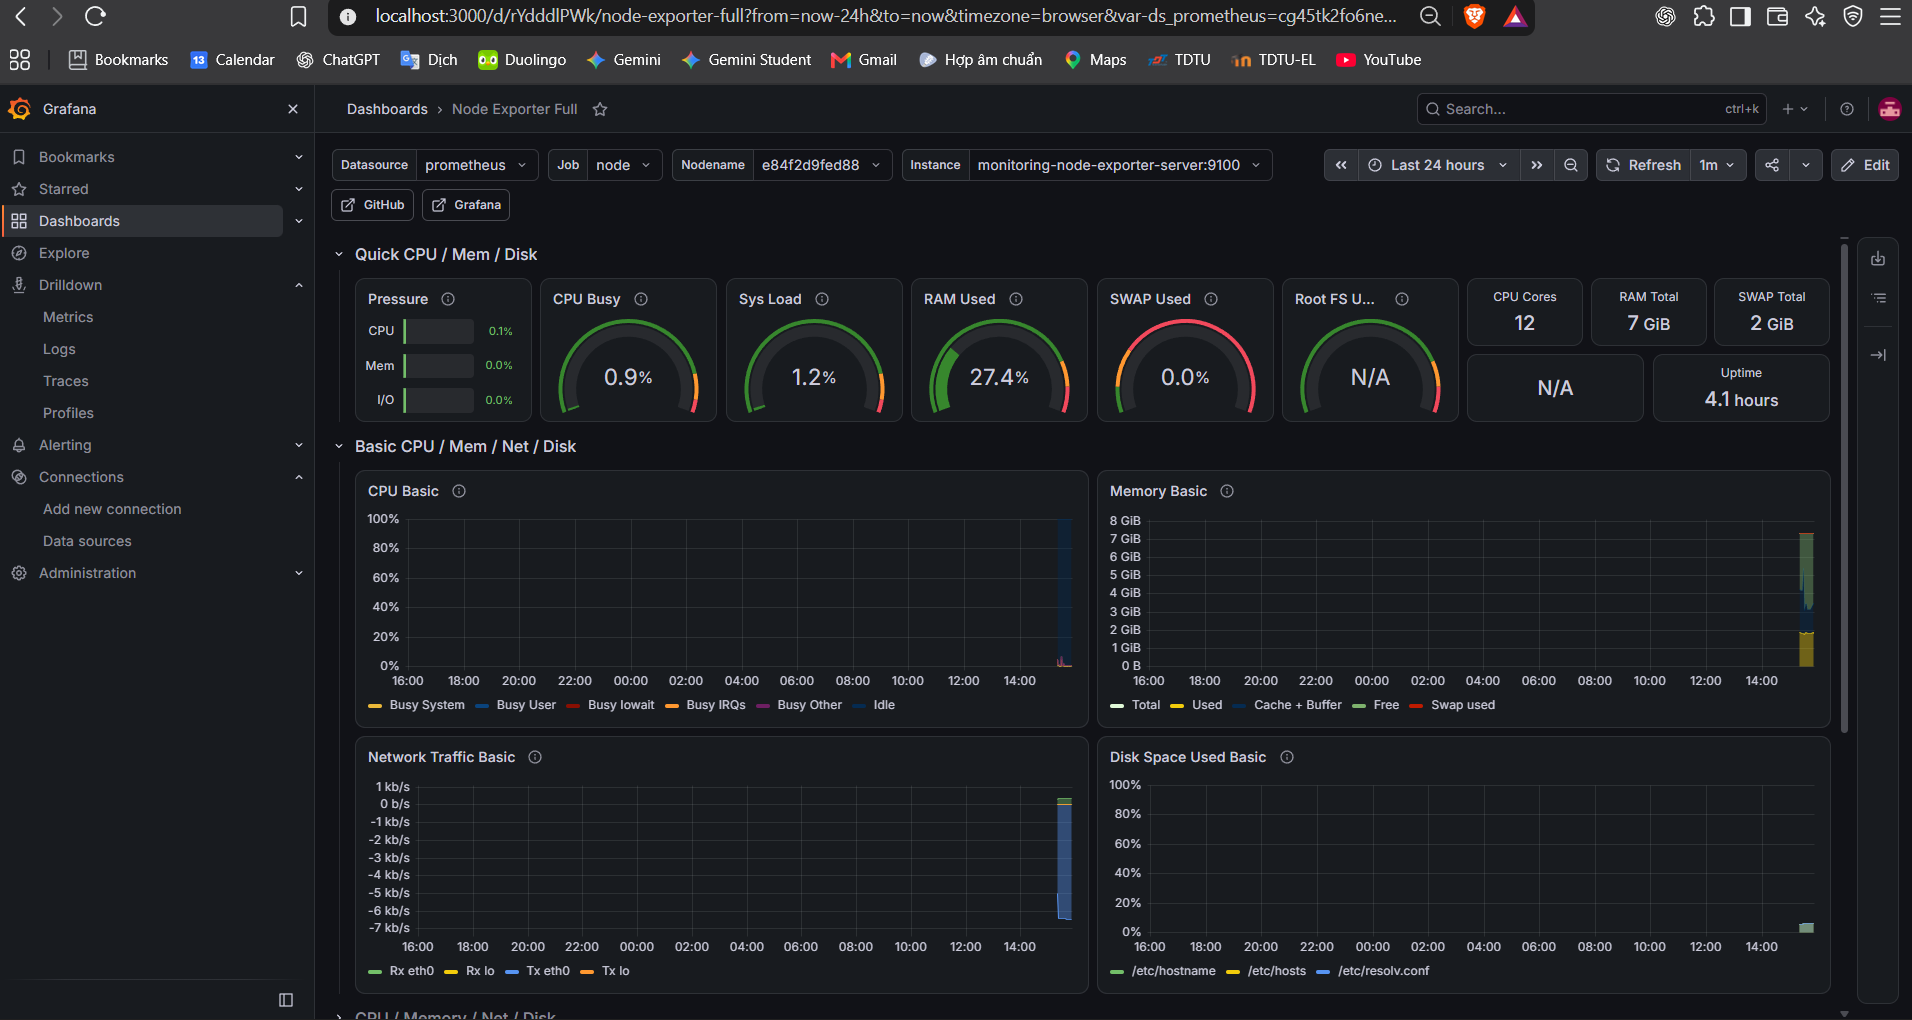 localhost:3000/d/rYdddlPWk/node-exporter-full?from=now-24h&to=now&timezone=browser&var-ds_prometheus=cg45tk2fo6ne...
Bookmarks
13 Calendar
ChatGPT
Dịch
Duolingo
Gemini
Gemini Student
Gmail
Hợp âm chuẩn
Maps
TDTU
TDTU-EL
YouTube
Grafana
Dashboards › Node Exporter Full
Search... ctrl+k
Bookmarks
Starred
Dashboards
Explore
Drilldown
Metrics
Logs
Traces
Profiles
Alerting
Connections
Add new connection
Data sources
Administration
Datasource prometheus
Job node
Nodename e84f2d9fed88
Instance monitoring-node-exporter-server:9100
Last 24 hours
Refresh 1m
Edit
GitHub
Grafana
Quick CPU / Mem / Disk
Pressure
CPU 0.1%
Mem 0.0%
I/O 0.0%
CPU Busy
0.9%
Sys Load
1.2%
RAM Used
27.4%
SWAP Used
0.0%
Root FS U...
N/A
CPU Cores
12
RAM Total
7 GiB
SWAP Total
2 GiB
N/A
Uptime
4.1 hours
Basic CPU / Mem / Net / Disk
CPU Basic
100%
80%
60%
40%
20%
0%
16:00 18:00 20:00 22:00 00:00 02:00 04:00 06:00 08:00 10:00 12:00 14:00
Busy System Busy User Busy Iowait Busy IRQs Busy Other Idle
Memory Basic
8 GiB
7 GiB
6 GiB
5 GiB
4 GiB
3 GiB
2 GiB
1 GiB
0 B
16:00 18:00 20:00 22:00 00:00 02:00 04:00 06:00 08:00 10:00 12:00 14:00
Total Used Cache + Buffer Free Swap used
Network Traffic Basic
1 kb/s
0 b/s
-1 kb/s
-2 kb/s
-3 kb/s
-4 kb/s
-5 kb/s
-6 kb/s
-7 kb/s
16:00 18:00 20:00 22:00 00:00 02:00 04:00 06:00 08:00 10:00 12:00 14:00
Rx eth0 Rx lo Tx eth0 Tx lo
Disk Space Used Basic
100%
80%
60%
40%
20%
0%
16:00 18:00 20:00 22:00 00:00 02:00 04:00 06:00 08:00 10:00 12:00 14:00
/etc/hostname /etc/hosts /etc/resolv.conf
CPU / Memory / Net / Disk